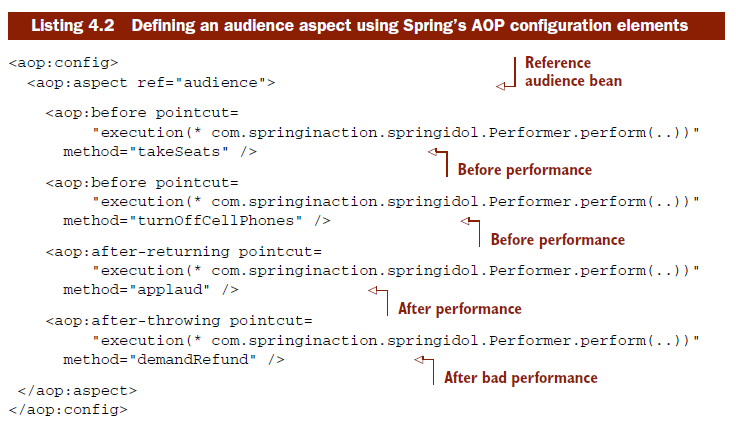 Listing 4.2 Defining an audience aspect using Spring's AOP configuration elements
<aop:config>
<aop:aspect ref="audience">
Reference
audience bean
<aop:before pointcut=
"execution(* com.springinaction.springidol.Performer.perform(..))"
method="takeSeats" />
Before performance
<aop:before pointcut=
"execution(* com.springinaction.springidol.Performer.perform(..))"
method="turnOffCellPhones" />
Before performance
<aop:after-returning pointcut=
"execution(* com.springinaction.springidol.Performer.perform(..))"
method="applaud" />
After performance
<aop:after-throwing pointcut=
"execution(* com.springinaction.springidol.Performer.perform(..))"
method="demandRefund" />
After bad performance
</aop:aspect>
</aop:config>